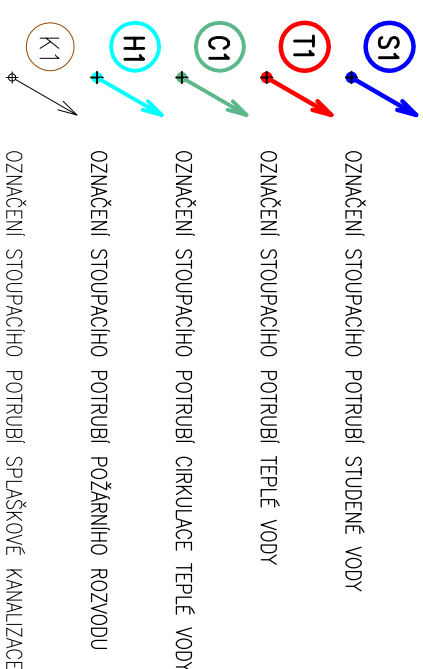 S1 OZNAČENÍ STOUPACÍHO POTRUBÍ STUDENÉ VODY
T1 OZNAČENÍ STOUPACÍHO POTRUBÍ TEPLÉ VODY
C1 OZNAČENÍ STOUPACÍHO POTRUBÍ CIRKULACE TEPLÉ VODY
H1 OZNAČENÍ STOUPACÍHO POTRUBÍ POŽÁRNÍHO ROZVODU
K1 OZNAČENÍ STOUPACÍHO POTRUBÍ SPLAŠKOVÉ KANALIZACE